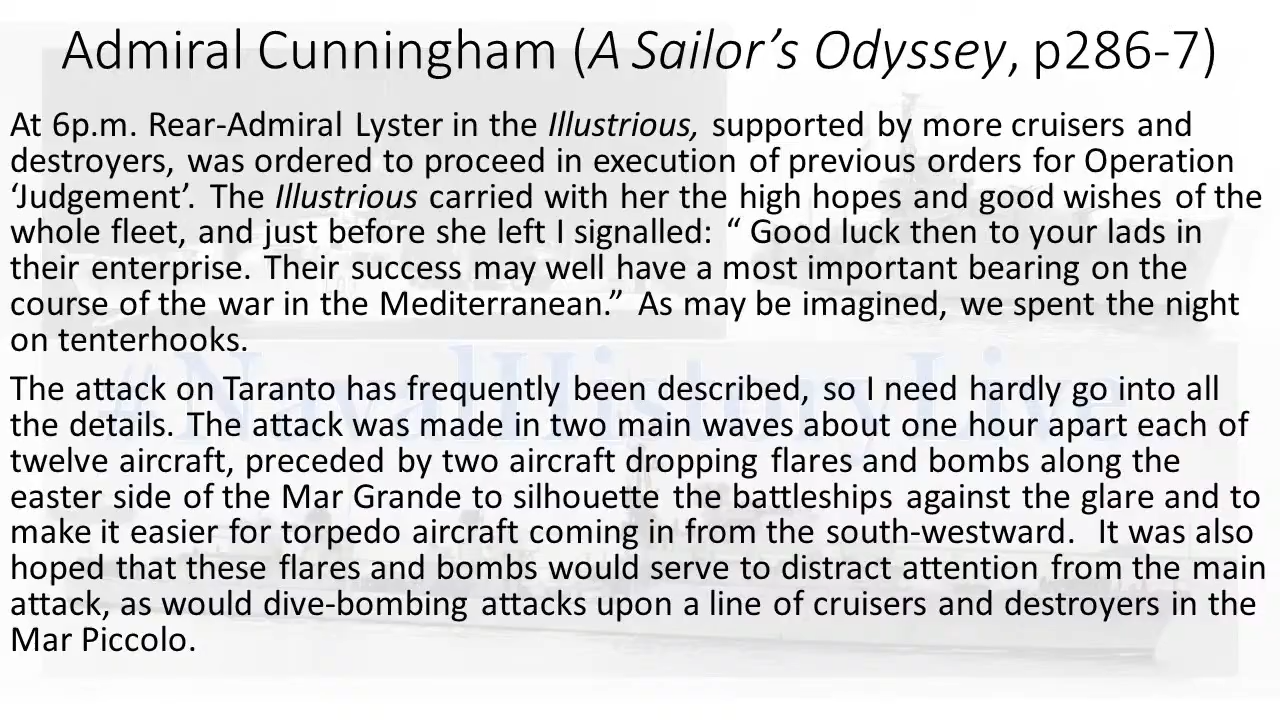 Admiral Cunningham (A Sailor's Odyssey, p286-7)
At 6p.m. Rear-Admiral Lyster in the Illustrious, supported by more cruisers and
destroyers, was ordered to proceed in execution of previous orders for Operation
‘Judgement’. The Illustrious carried with her the high hopes and good wishes of the
whole fleet, and just before she left I signalled: “ Good luck then to your lads in
their enterprise. Their success may well have a most important bearing on the
course of the war in the Mediterranean.” As may be imagined, we spent the night
on tenterhooks.
The attack on Taranto has frequently been described, so I need hardly go into all
the details. The attack was made in two main waves about one hour apart each of
twelve aircraft, preceded by two aircraft dropping flares and bombs along the
easter side of the Mar Grande to silhouette the battleships against the glare and to
make it easier for torpedo aircraft coming in from the south-westward. It was also
hoped that these flares and bombs would serve to distract attention from the main
attack, as would dive-bombing attacks upon a line of cruisers and destroyers in the
Mar Piccolo.
#NavalHistoryLive